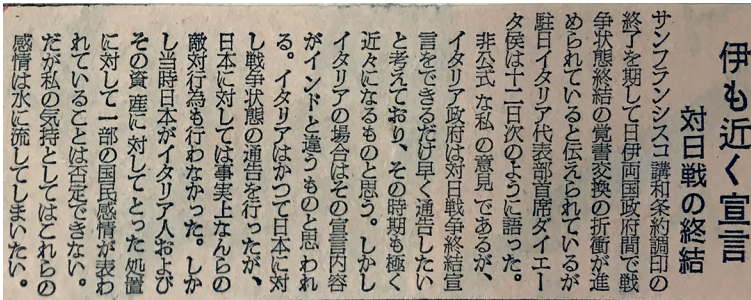 伊も近く宣言
対日戦の終結
サンフランシスコ講和条約調印の
終了を期して日伊両国政府間で戦
争状態終結の覚書交換の折衝が進
められていると伝えられているが
駐日イタリア代表部首席ダイエー
タ侯は十二日次のように語った。
非公式な私の意見であるが、
イタリア政府は対日戦争終結宣
言をできるだけ早く通告したい
と考えており、その時期も極く
近々になるものと思う。しかし
イタリアの場合はその宣言内容
がインドと違うものと思われ
る。イタリアはかつて日本に対
し戦争状態の通告を行ったが、
日本に対しては事実上なんらの
敵対行為も行わなかった。しか
し当時日本がイタリア人および
その資産に対してとった処置
に対して一部の国民感情が表わ
れていることは否定できない。
だが私の気持としてはこれらの
感情は水に流してしまいたい。